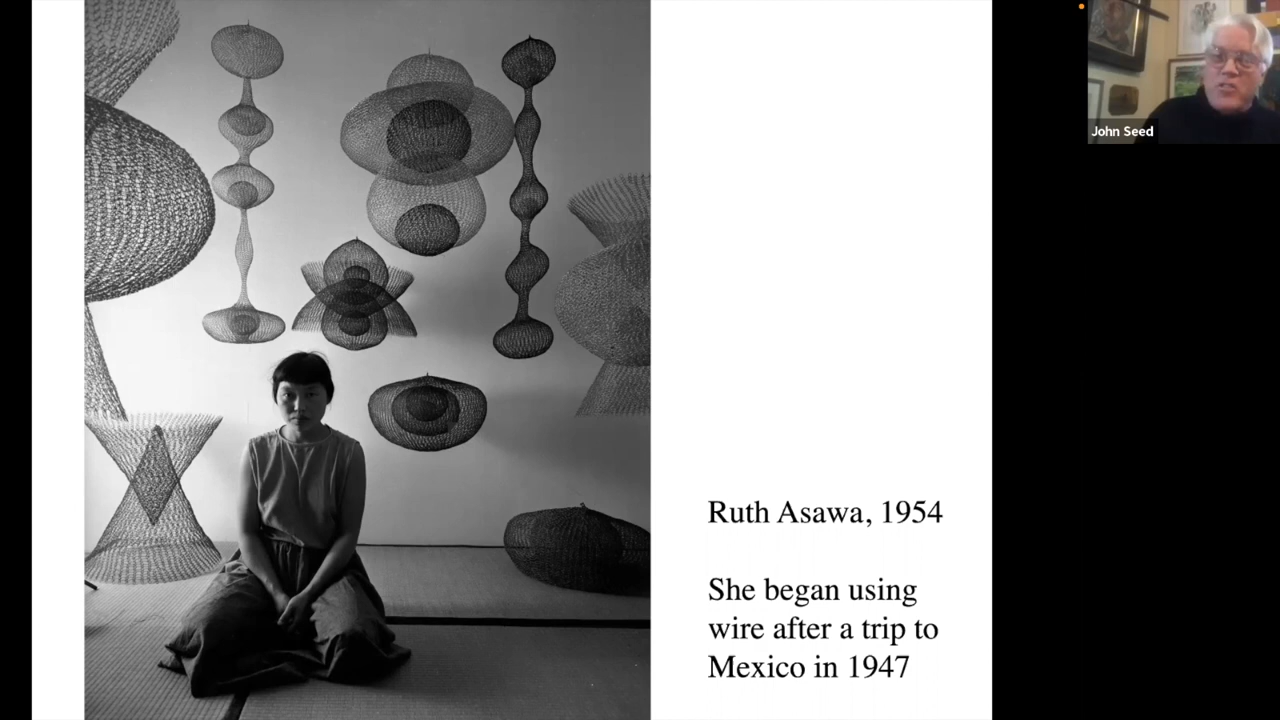 John Seed
Ruth Asawa, 1954
She began using
wire after a trip to
Mexico in 1947